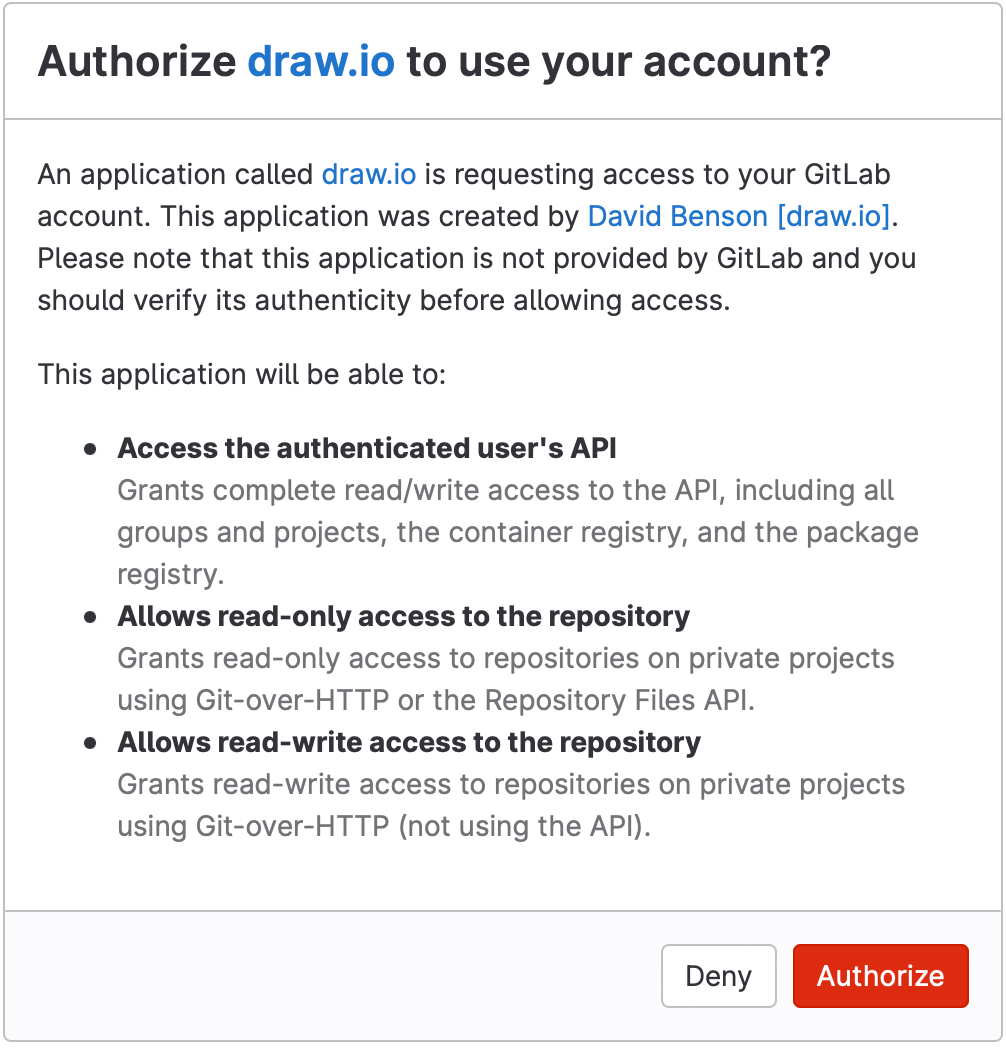 Authorize draw.io to use your account?
An application called draw.io is requesting access to your GitLab
account. This application was created by David Benson [draw.io].
Please note that this application is not provided by GitLab and you
should verify its authenticity before allowing access.
This application will be able to:
• Access the authenticated user's API
Grants complete read/write access to the API, including all
groups and projects, the container registry, and the package
registry.
• Allows read-only access to the repository
Grants read-only access to repositories on private projects
using Git-over-HTTP or the Repository Files API.
• Allows read-write access to the repository
Grants read-write access to repositories on private projects
using Git-over-HTTP (not using the API).
Deny Authorize